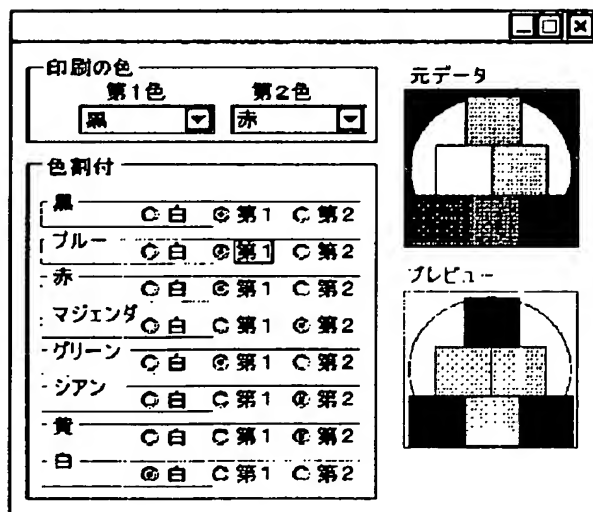 印刷の色
第1色 第2色
黒 赤
色割付
黒
白 第1 第2
ブルー
白 第1 第2
赤
白 第1 第2
マジェンダ
白 第1 第2
グリーン
白 第1 第2
シアン
白 第1 第2
黄
白 第1 第2
白
白 第1 第2
元データ
プレビュー